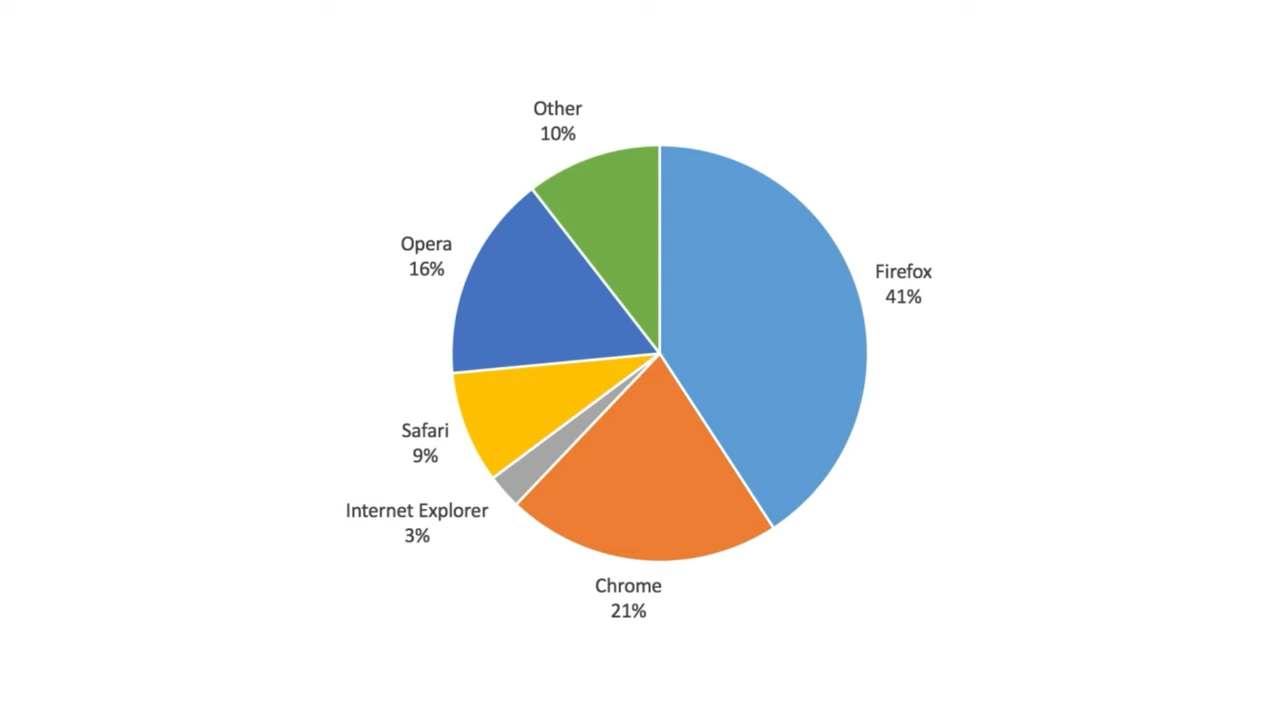 Other
10%
Opera
16%
Firefox
41%
Safari
9%
Internet Explorer
3%
Chrome
21%